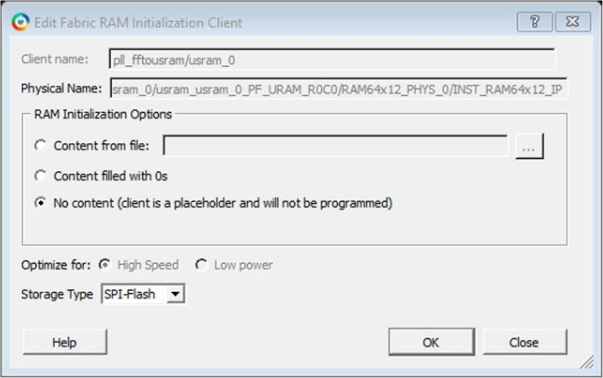 Edit Fabric RAM Initialization Client
Client name: pll_fftousram/usram_0
Physical Name: sram_0/usram_usram_0_PF_URAM_R0C0/RAM64x12_PHYS_0/INST_RAM64x12_IP
RAM Initialization Options
Content from file: ...
Content filled with 0s
No content (client is a placeholder and will not be programmed)
Optimize for: High Speed Low power
Storage Type SPI-Flash
Help OK Close